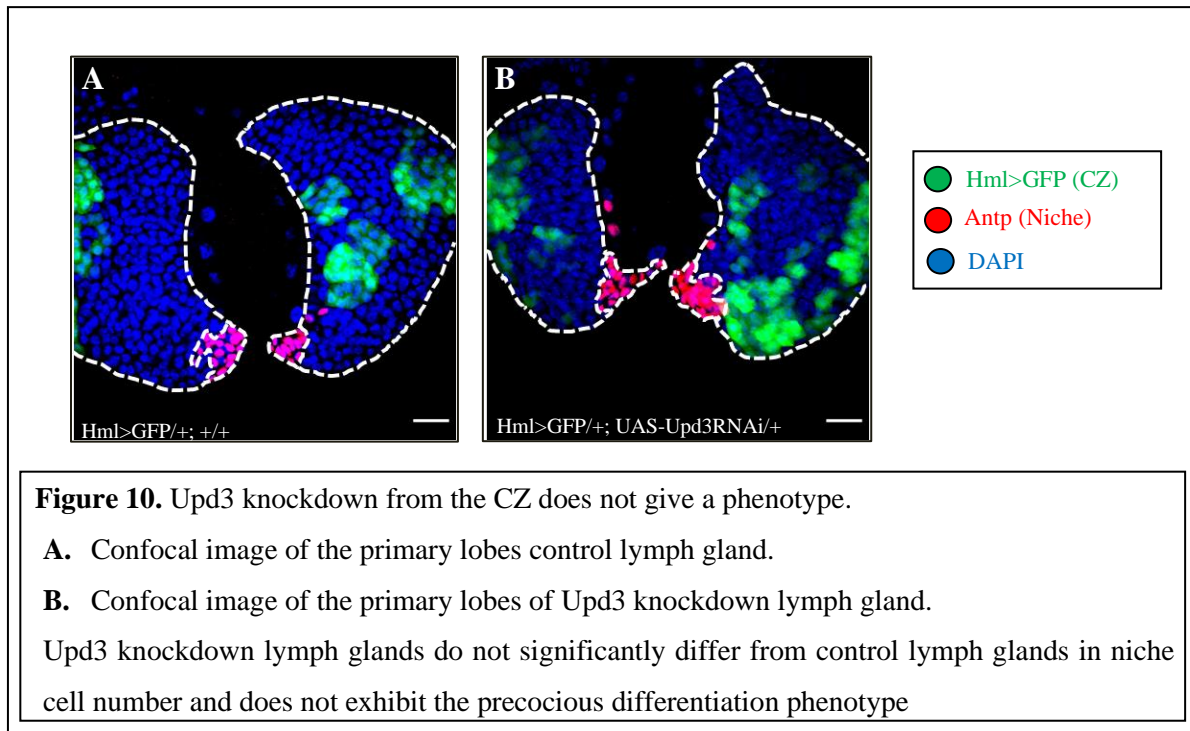 A
B
Hml>GFP/+; +/+
Hml>GFP/+; UAS-Upd3RNAi/+
Hml>GFP (CZ)
Antp (Niche)
DAPI
Figure 10. Upd3 knockdown from the CZ does not give a phenotype.
A. Confocal image of the primary lobes control lymph gland.
B. Confocal image of the primary lobes of Upd3 knockdown lymph gland.
Upd3 knockdown lymph glands do not significantly differ from control lymph glands in niche
cell number and does not exhibit the precocious differentiation phenotype